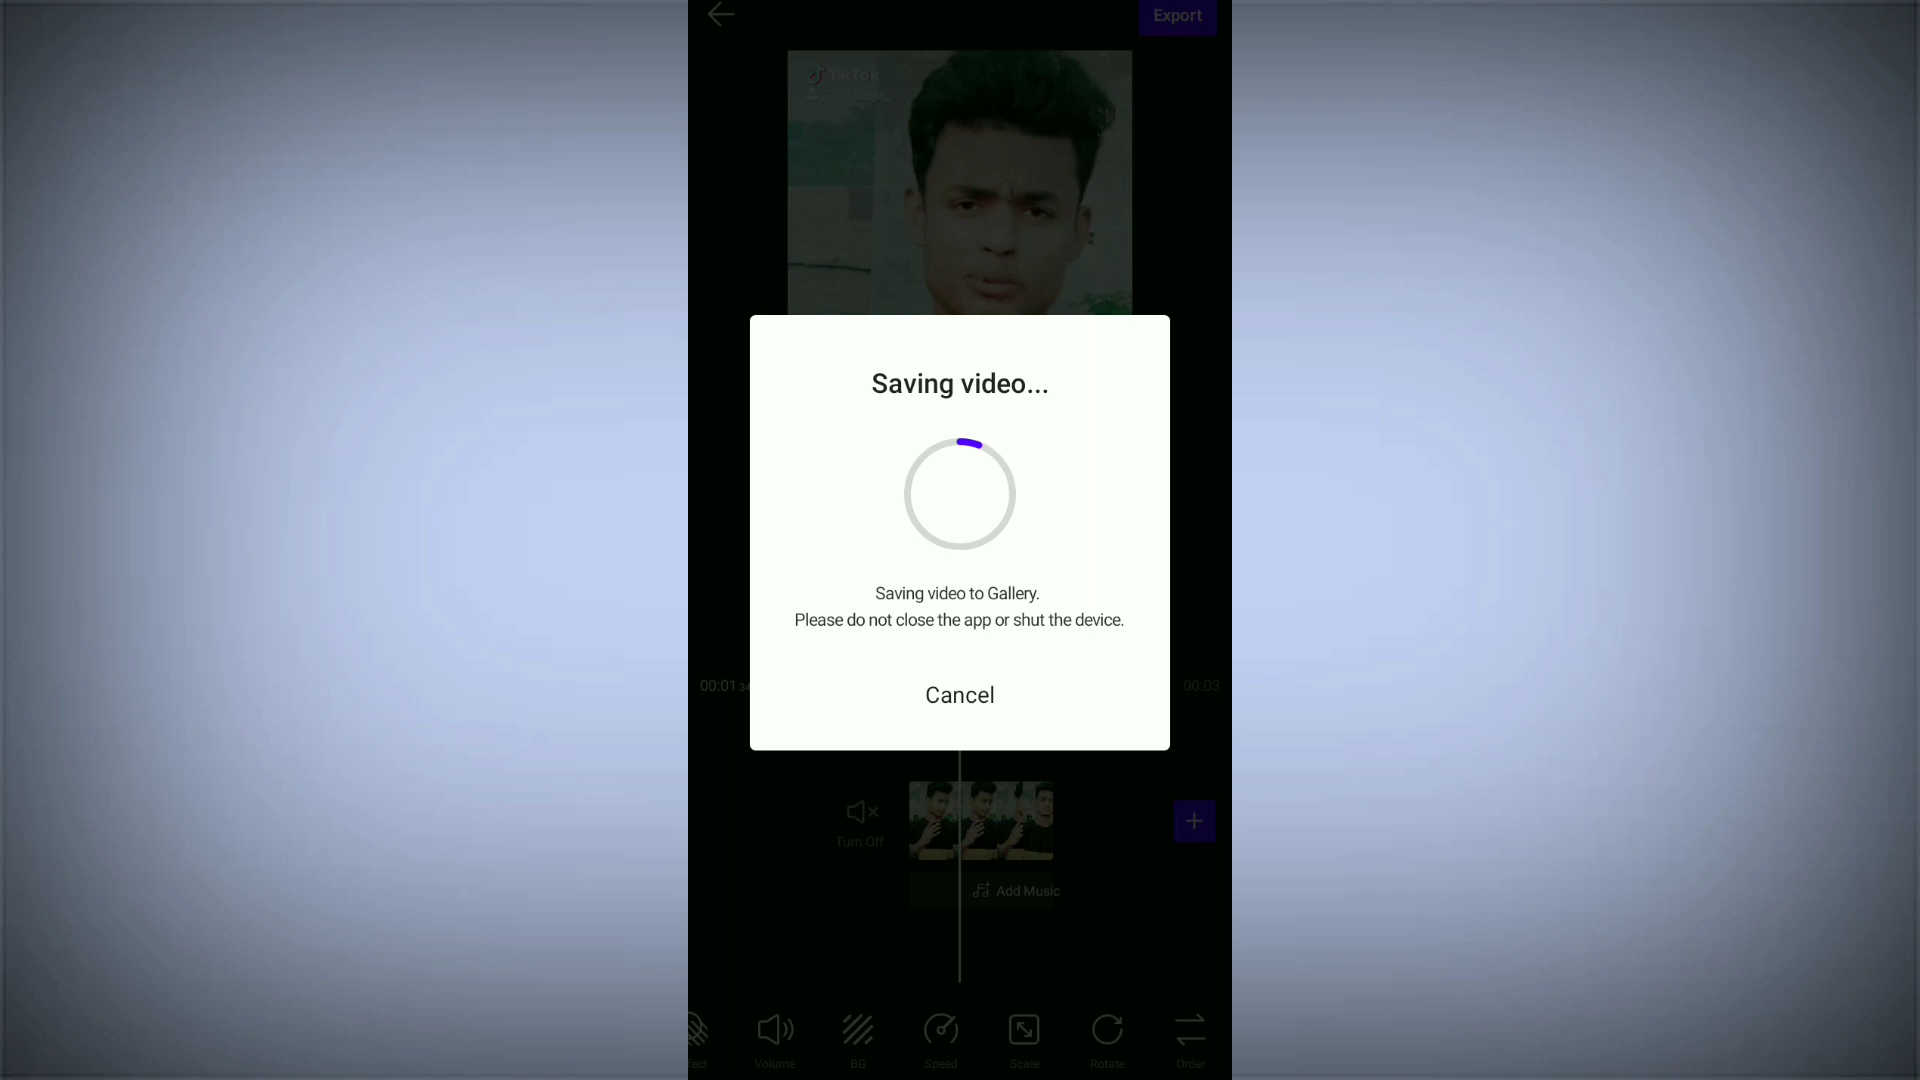 Export
TikTok
Saving video...
Saving video to Gallery.
Please do not close the app or shut the device.
00:01
00:03
Cancel
Turn Off
Add Music
fect
Volume
BG
Speed
Scale
Rotate
Order